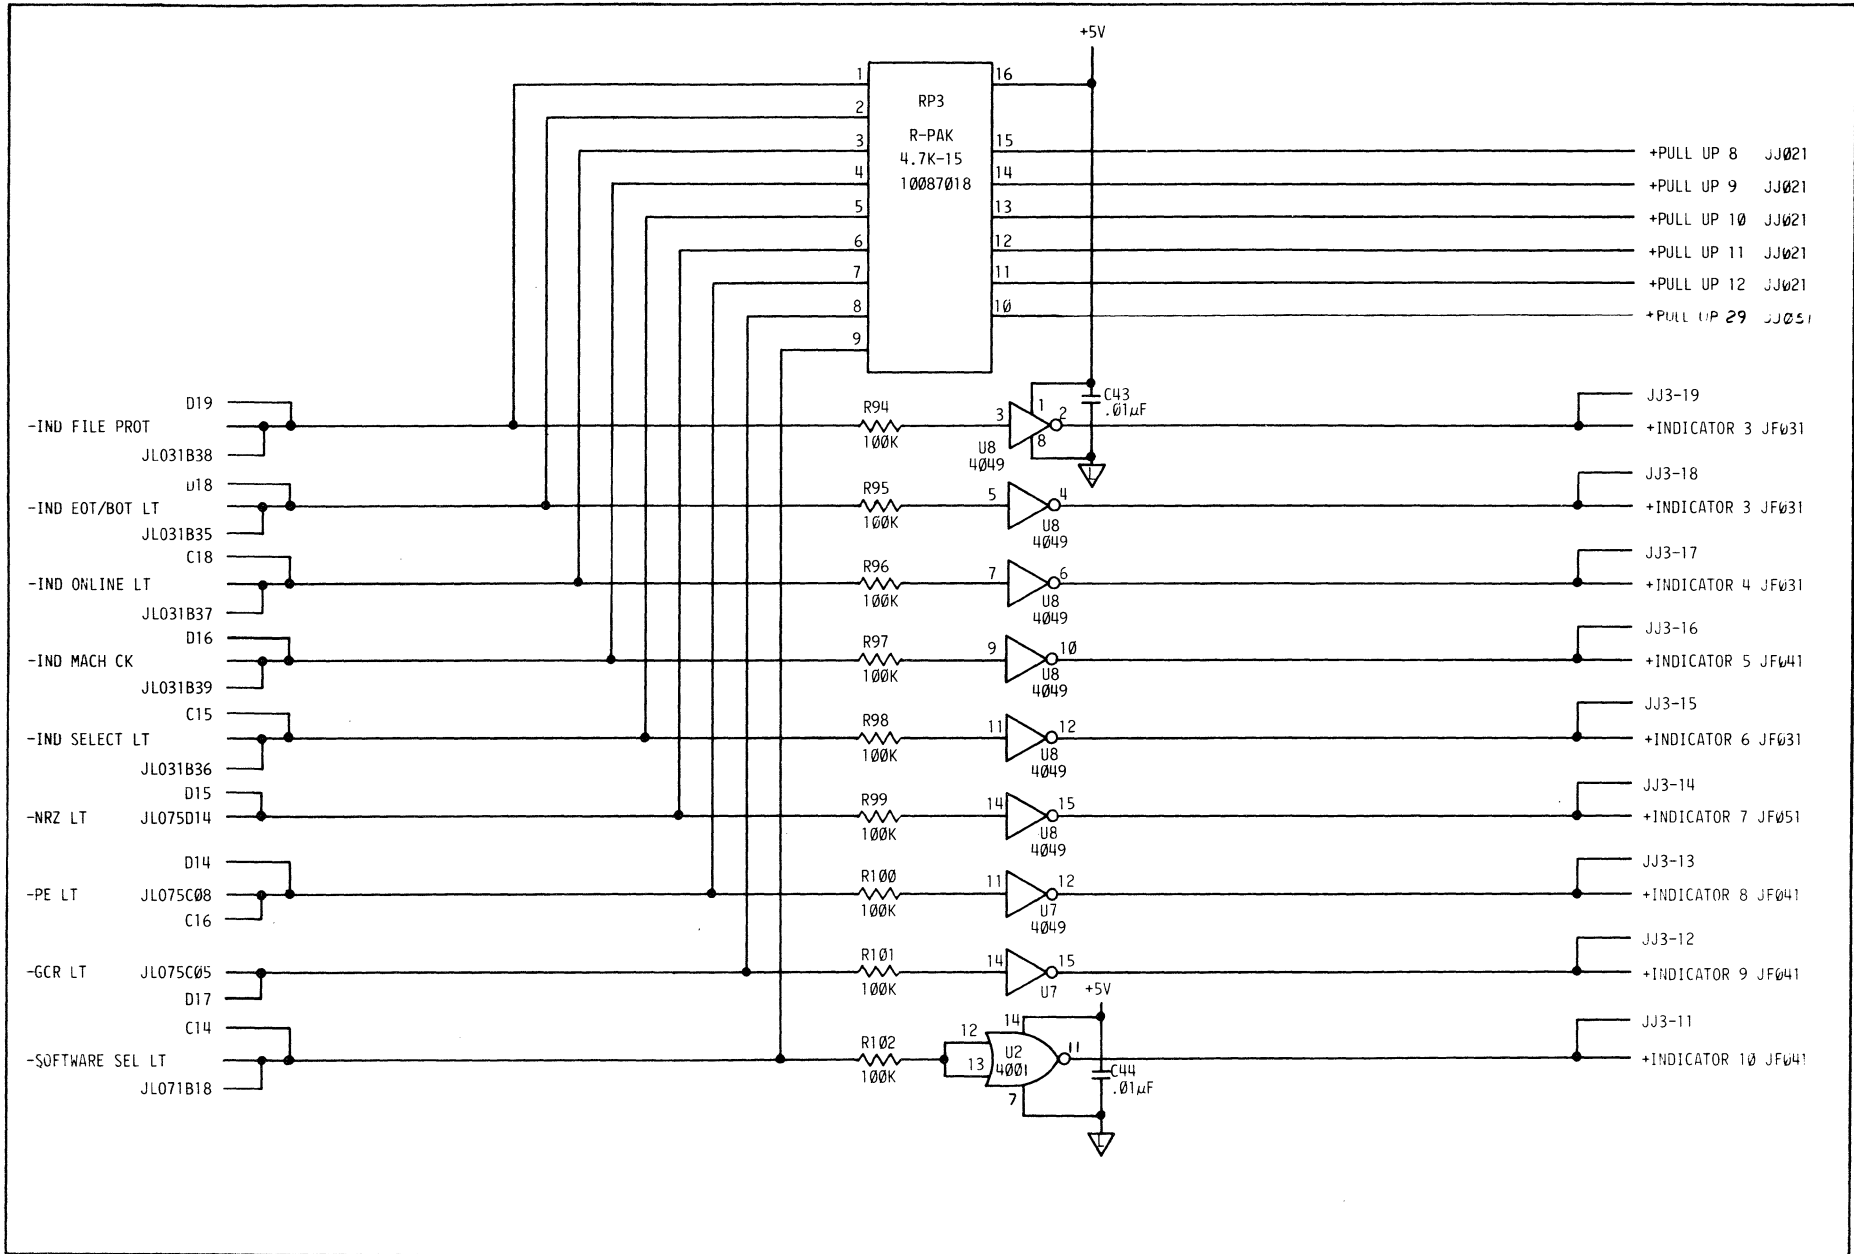 +5V
1 16
RP3
2
R-PAK
3 15 +PULL UP 8 JJØ21
4.7K-15
4 14 +PULL UP 9 JJØ21
1ØØ87Ø18
5 13 +PULL UP 1Ø JJØ21
6 12 +PULL UP 11 JJØ21
7 11 +PULL UP 12 JJØ21
8 1Ø +PULL UP 29 JJØ51
9
D19 R94 3 1 2 C43 .Ø1µF JJ3-19
-IND FILE PROT 1ØØK U8 4Ø49 8 L +INDICATOR 3 JFØ31
JL031B38
D18 R95 5 4 JJ3-18
-IND EOT/BOT LT 1ØØK U8 4Ø49 +INDICATOR 3 JFØ31
JL031B35
C18 R96 7 6 JJ3-17
-IND ONLINE LT 1ØØK U8 4Ø49 +INDICATOR 4 JFØ31
JL031B37
D16 R97 9 1Ø JJ3-16
-IND MACH CK 1ØØK U8 4Ø49 +INDICATOR 5 JFØ41
JL031B39
C15 R98 11 12 JJ3-15
-IND SELECT LT 1ØØK U8 4Ø49 +INDICATOR 6 JFØ31
JL031B36
D15 R99 14 15 JJ3-14
-NRZ LT JL075D14 1ØØK U8 4Ø49 +INDICATOR 7 JFØ51
D14 R1ØØ 11 12 JJ3-13
-PE LT JL075CØ8 1ØØK U7 4Ø49 +INDICATOR 8 JFØ41
C16
R1Ø1 14 15 JJ3-12
-GCR LT JL075CØ5 1ØØK U7 +INDICATOR 9 JFØ41
D17 +5V
C14 R1Ø2 12 14 JJ3-11
-SOFTWARE SEL LT 1ØØK 13 U2 4ØØ1 11 C44 .Ø1µF +INDICATOR 1Ø JFØ41
JL071B18 7
L